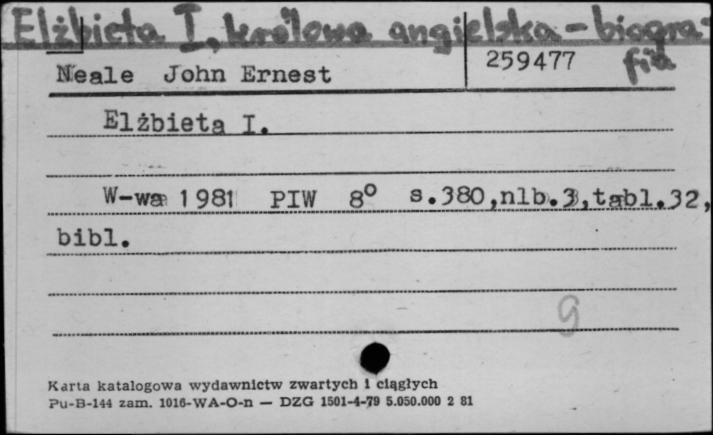 Elżbieta I, królowa angielska - biogra-
fia
Neale John Ernest 259477
Elżbieta I.
W-wa 1981 PIW 8° s.380,nlb.3,tabl.32,
bibl.
9
Karta katalogowa wydawnictw zwartych i ciągłych
Pu-B-144 zam. 1016-WA-O-n — DZG 1501-4-79 5.050.000 2 81